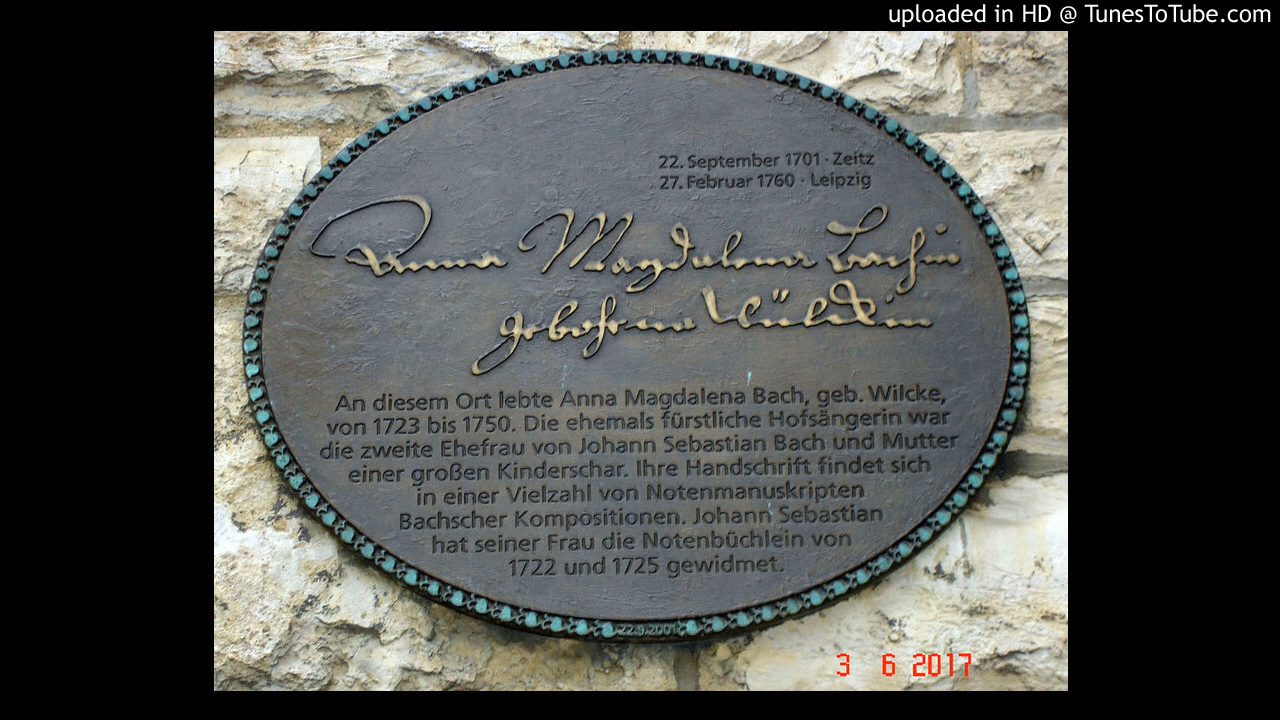 uploaded in HD @ TunesToTube.com
22. September 1701 · Zeitz
27. Februar 1760 · Leipzig
Anna Magdalena Bachin
gebohrne Wülckin
An diesem Ort lebte Anna Magdalena Bach, geb. Wilcke,
von 1723 bis 1750. Die ehemals fürstliche Hofsängerin war
die zweite Ehefrau von Johann Sebastian Bach und Mutter
einer großen Kinderschar. Ihre Handschrift findet sich
in einer Vielzahl von Notenmanuskripten
Bachscher Kompositionen. Johann Sebastian
hat seiner Frau die Notenbüchlein von
1722 und 1725 gewidmet.
22.9.2001
3 6 2017